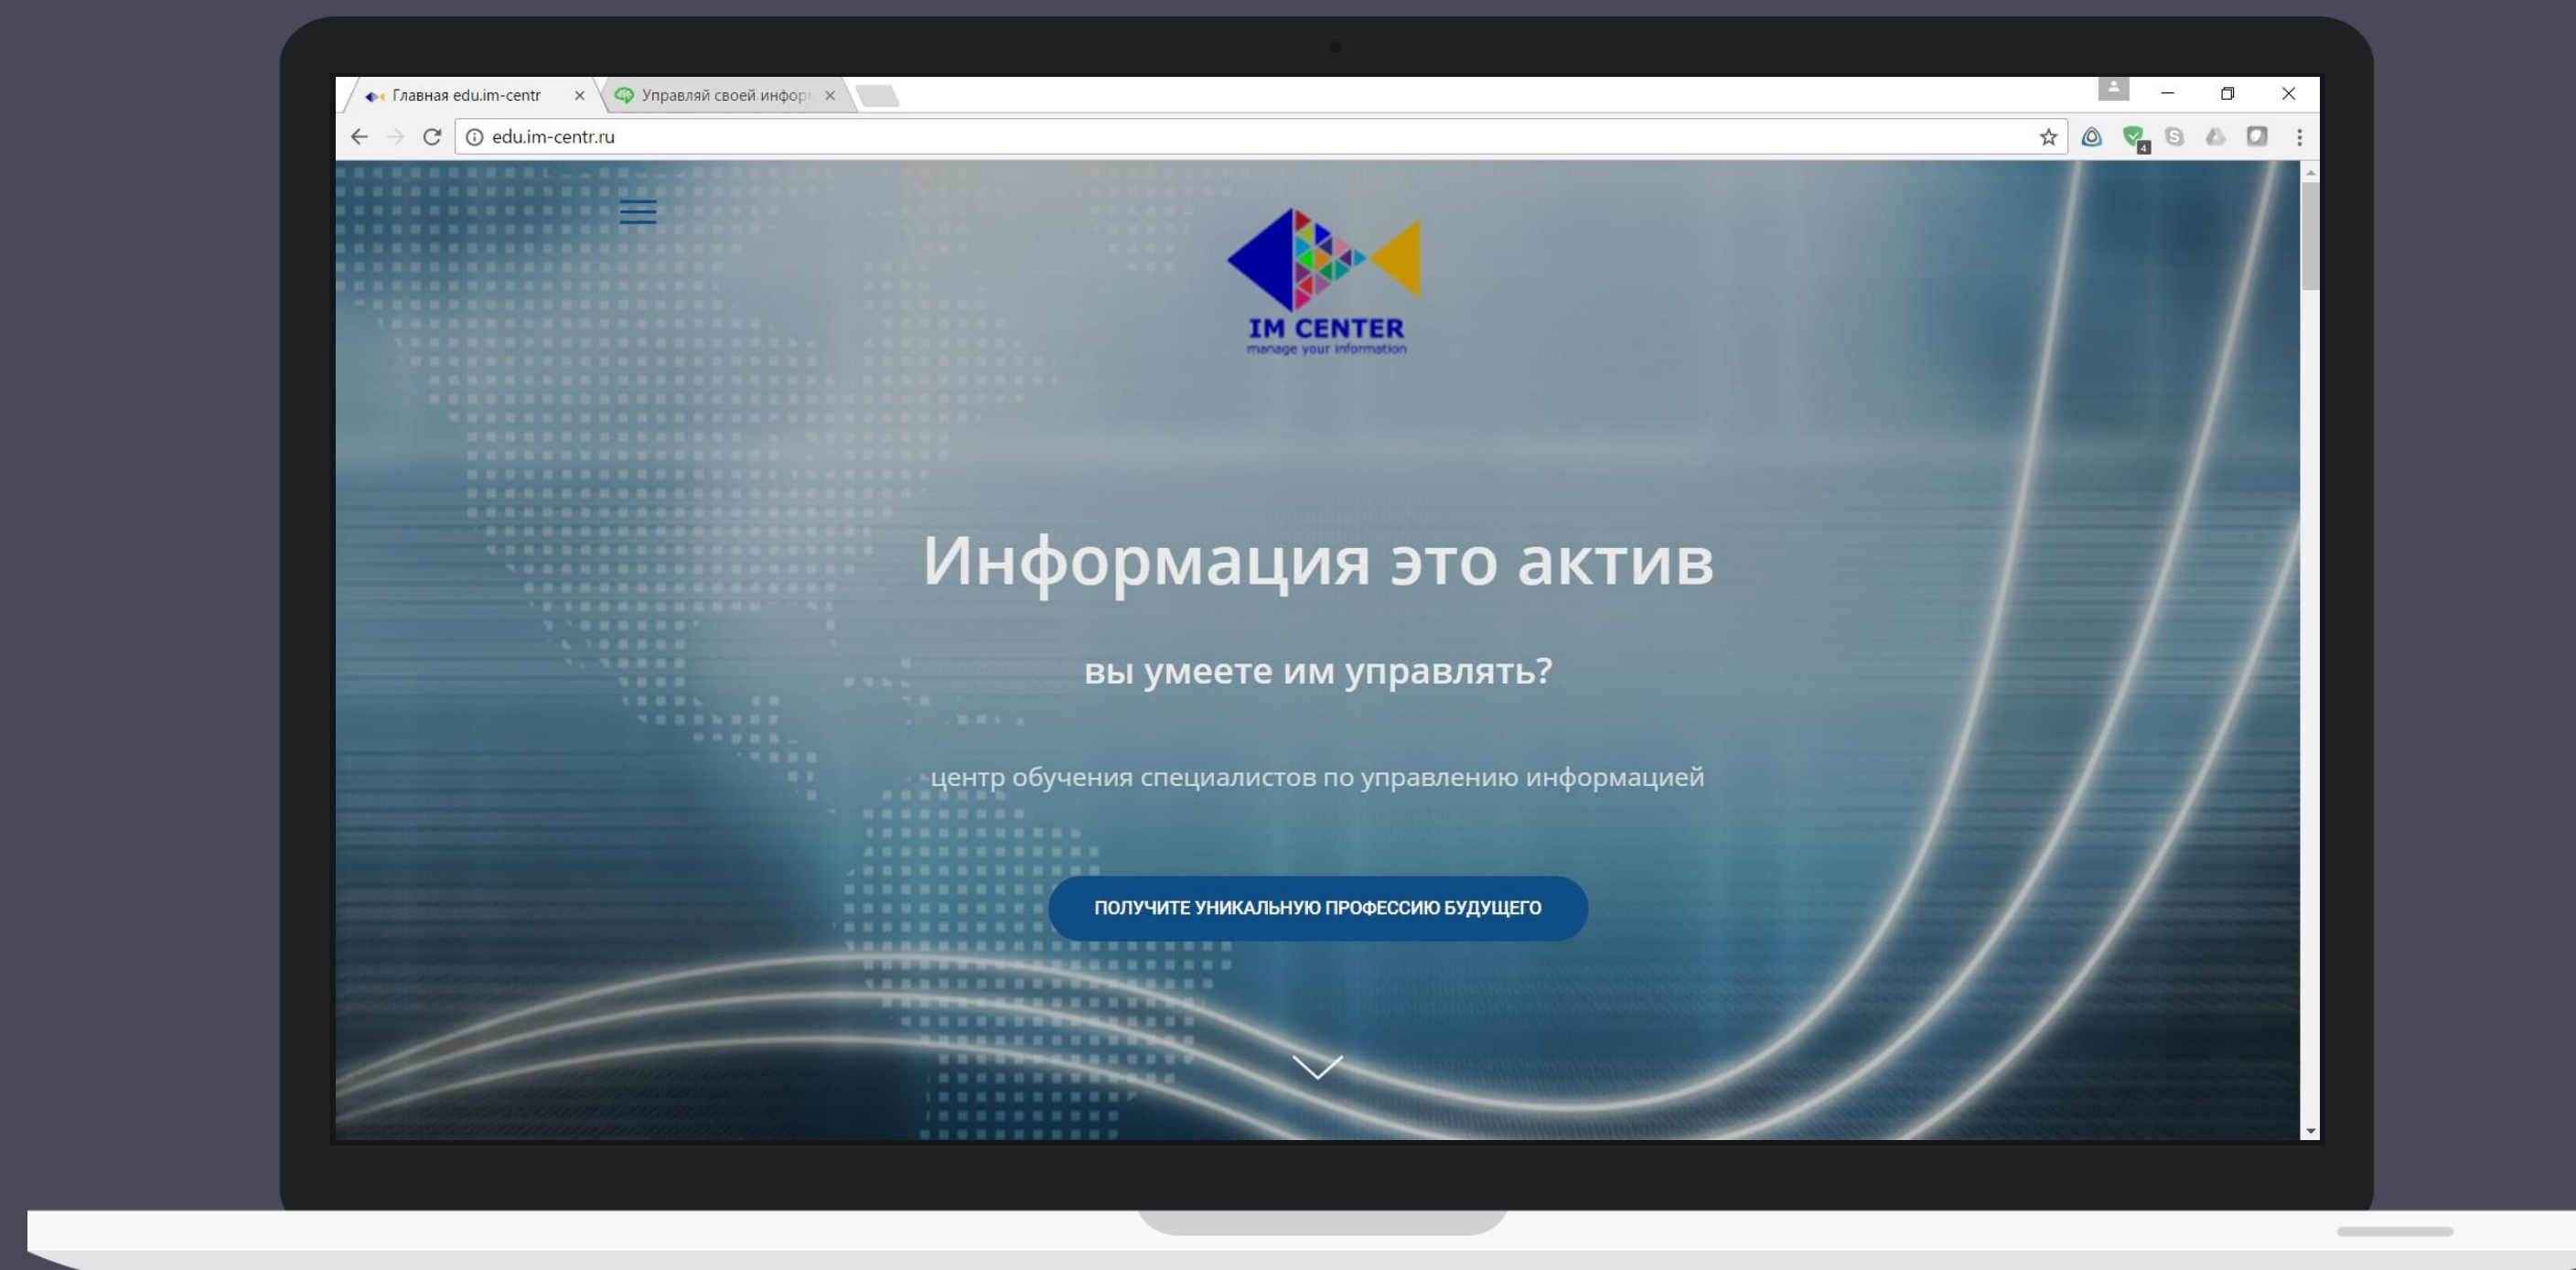 Главная edu.im-centr
Управляй своей инфор
edu.im-centr.ru
4
IM CENTER
manage your information
Информация это актив
вы умеете им управлять?
центр обучения специалистов по управлению информацией
ПОЛУЧИТЕ УНИКАЛЬНУЮ ПРОФЕССИЮ БУДУЩЕГО